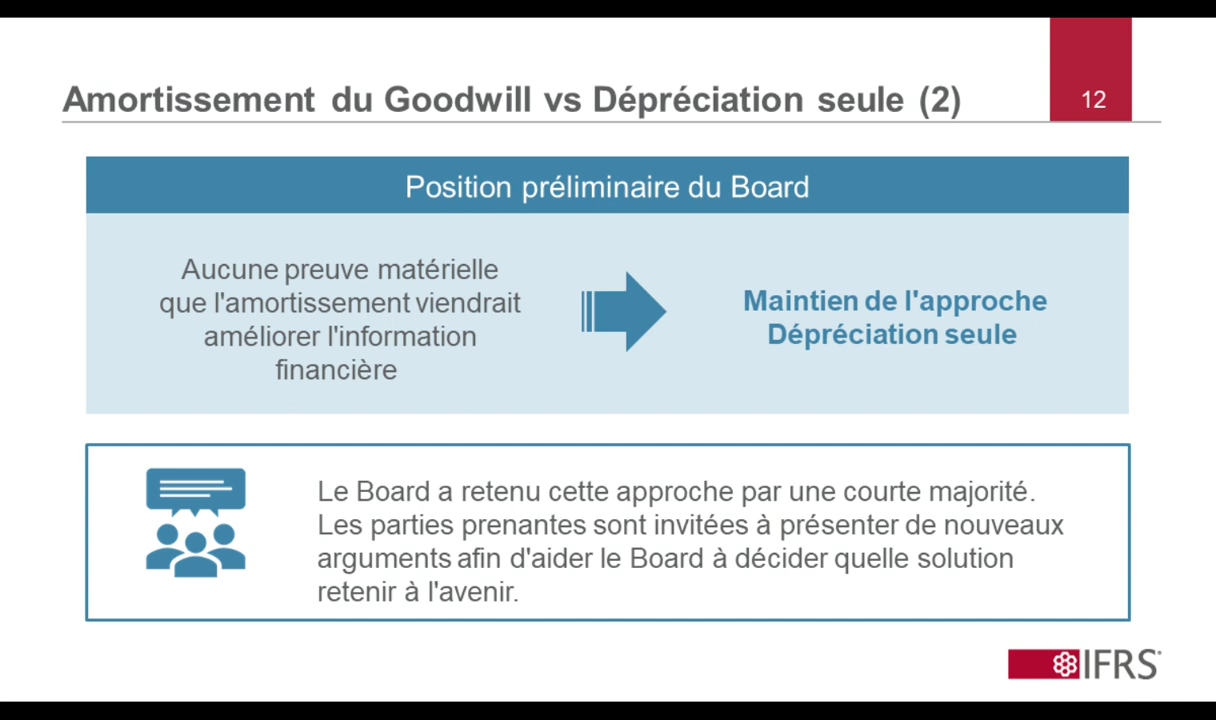 Amortissement du Goodwill vs Dépréciation seule (2)
12
Position préliminaire du Board
Aucune preuve matérielle
que l'amortissement viendrait
améliorer l'information
financière
Maintien de l'approche
Dépréciation seule
Le Board a retenu cette approche par une courte majorité.
Les parties prenantes sont invitées à présenter de nouveaux
arguments afin d'aider le Board à décider quelle solution
retenir à l'avenir.
IFRS